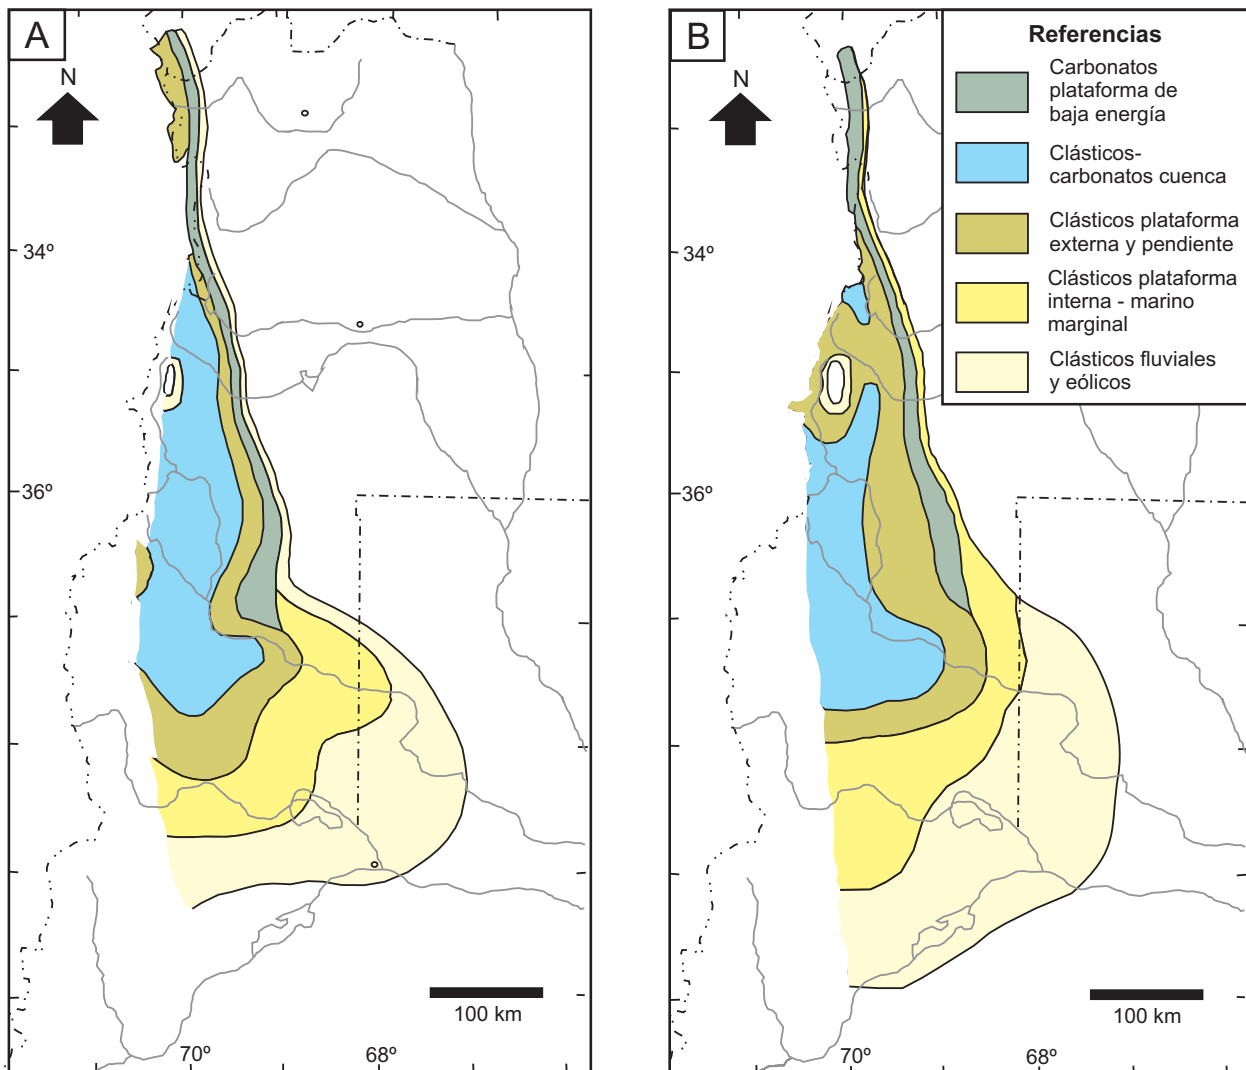 A
N
34º
36º
70º
68º
100 km
B
N
34º
36º
70º
68º
100 km
Referencias
Carbonatos
plataforma de
baja energía
Clásticos-
carbonatos cuenca
Clásticos plataforma
externa y pendiente
Clásticos plataforma
interna - marino
marginal
Clásticos fluviales
y eólicos